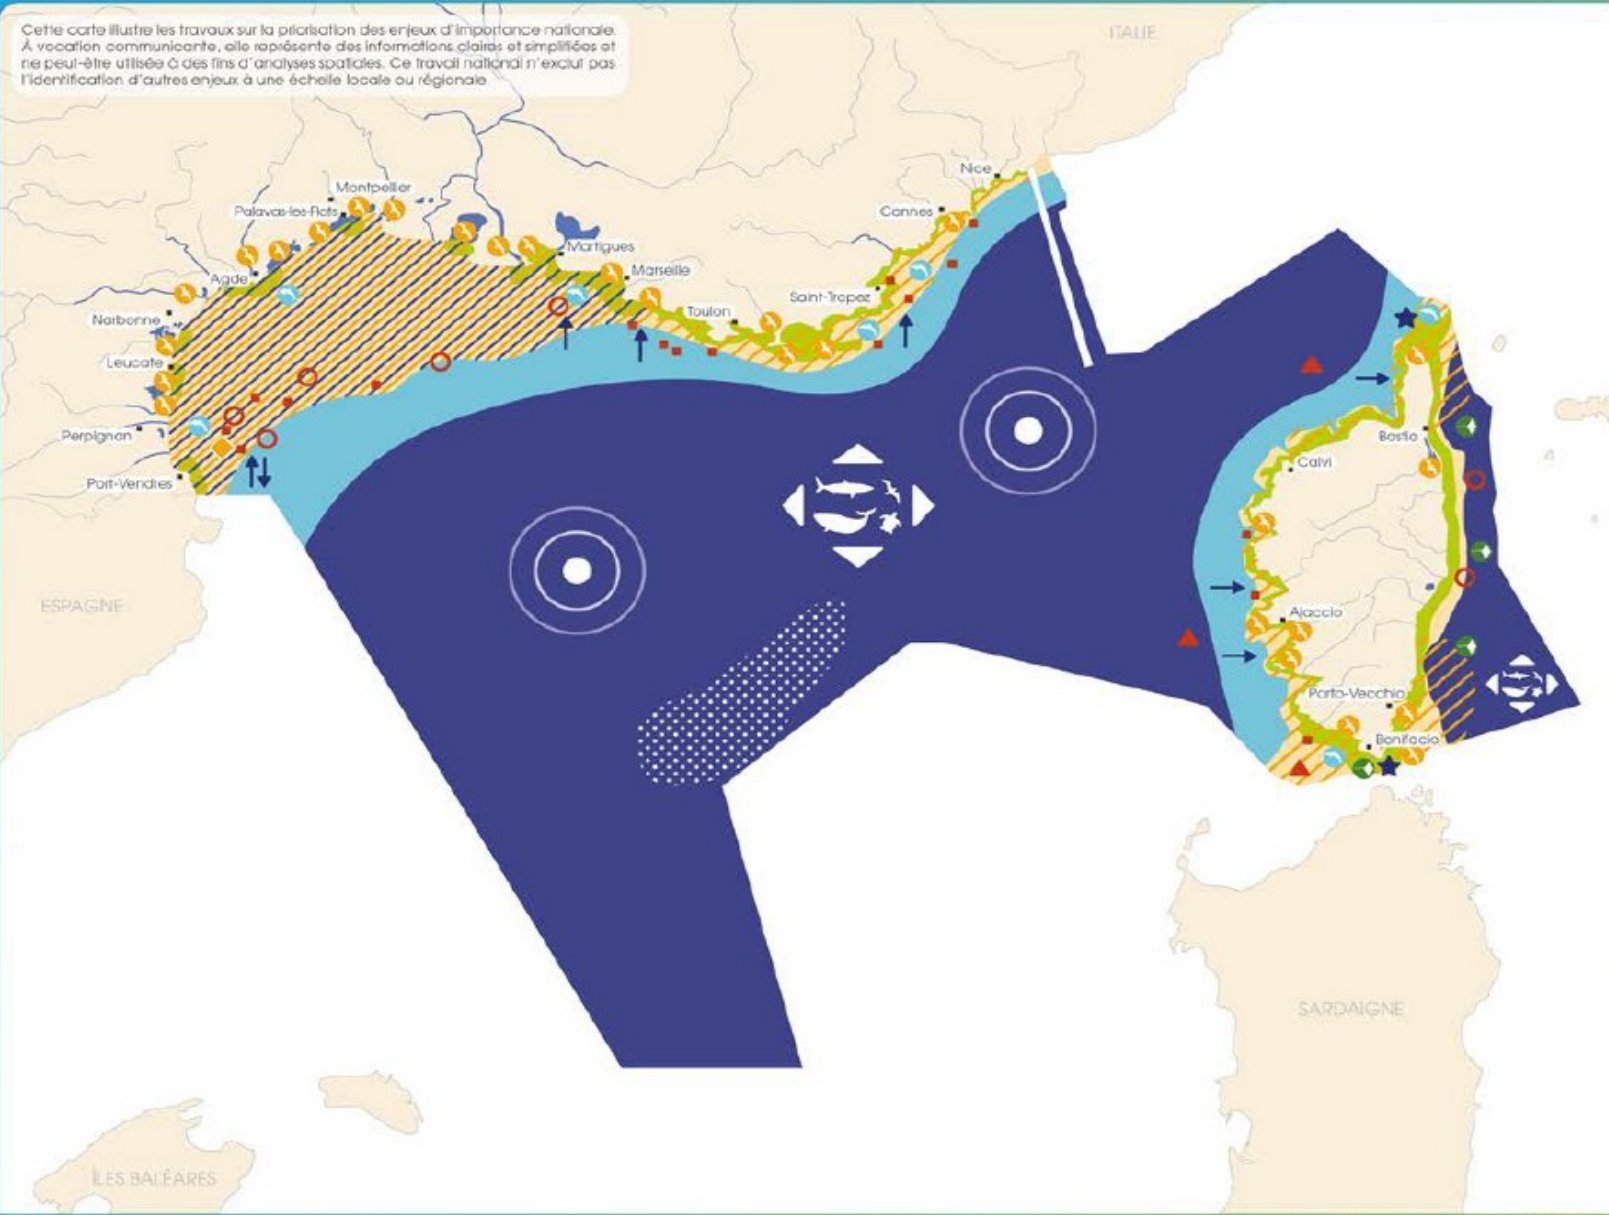 Cette carte illustre les travaux sur la priorisation des enjeux d'importance nationale.
À vocation communicante, elle représente des informations claires et simplifiées et
ne peut-être utilisée à des fins d'analyses spatiales. Ce travail national n'exclut pas
l'identification d'autres enjeux à une échelle locale ou régionale
ITALIE
Nice
Montpellier
Palavas-les-Flots
Cannes
Martigues
Marseille
Agde
Saint-Tropez
Toulon
Narbonne
Leucate
Perpignan
Bastia
Calvi
Port-Vendres
ESPAGNE
Ajaccio
Porto-Vecchio
Bonifacio
SARDAIGNE
ÎLES BALÉARES